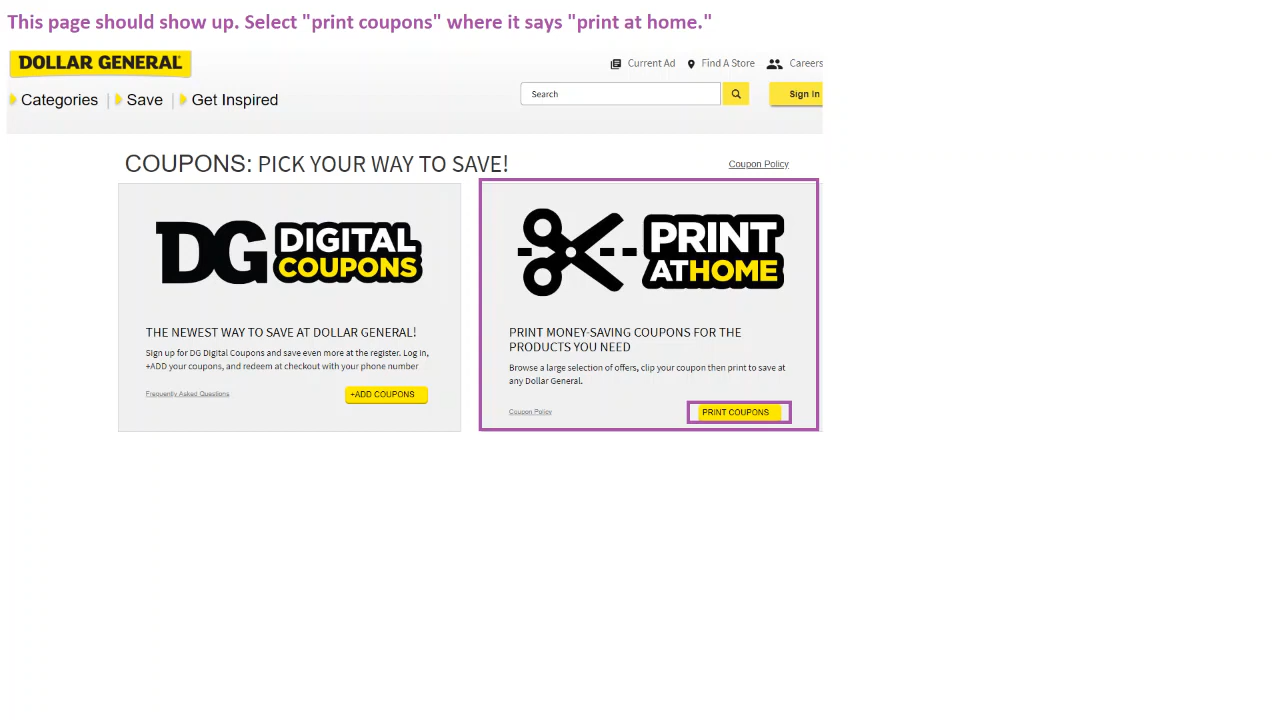 This page should show up. Select "print coupons" where it says "print at home."
DOLLAR GENERAL
Current Ad Find A Store Careers
Categories Save Get Inspired
Search
Sign In
COUPONS: PICK YOUR WAY TO SAVE!
Coupon Policy
DG DIGITAL COUPONS
THE NEWEST WAY TO SAVE AT DOLLAR GENERAL!
Sign up for DG Digital Coupons and save even more at the register. Log in,
+ADD your coupons, and redeem at checkout with your phone number
Frequently Asked Questions
+ADD COUPONS
PRINT
ATHOME
PRINT MONEY-SAVING COUPONS FOR THE
PRODUCTS YOU NEED
Browse a large selection of offers, clip your coupon then print to save at
any Dollar General.
Coupon Policy
PRINT COUPONS